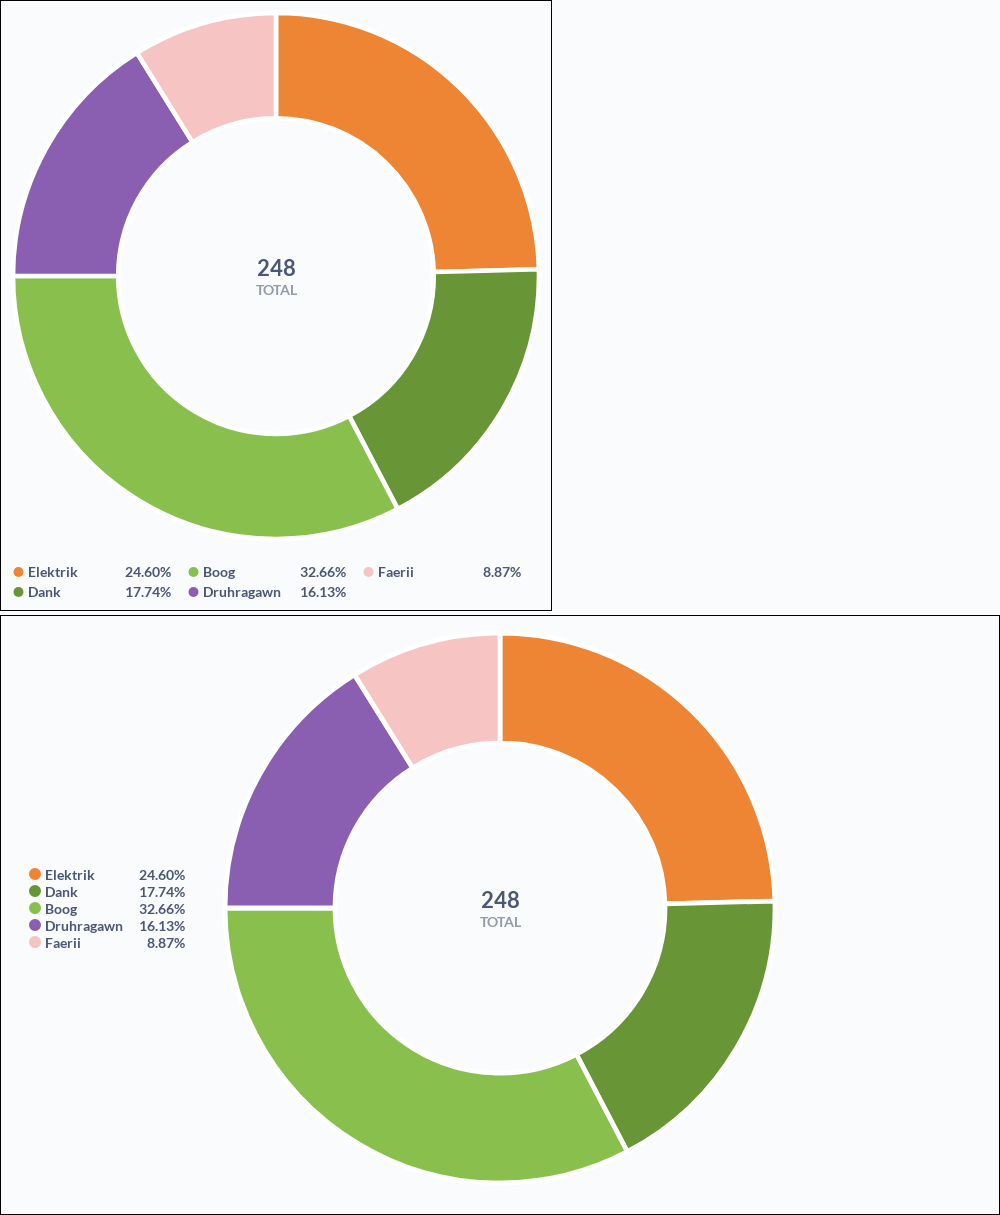 248
TOTAL
Elektrik 24.60% Boog 32.66% Faerii 8.87%
Dank 17.74% Druhragawn 16.13%
Elektrik 24.60%
Dank 17.74%
Boog 32.66%
Druhragawn 16.13%
Faerii 8.87%
248
TOTAL